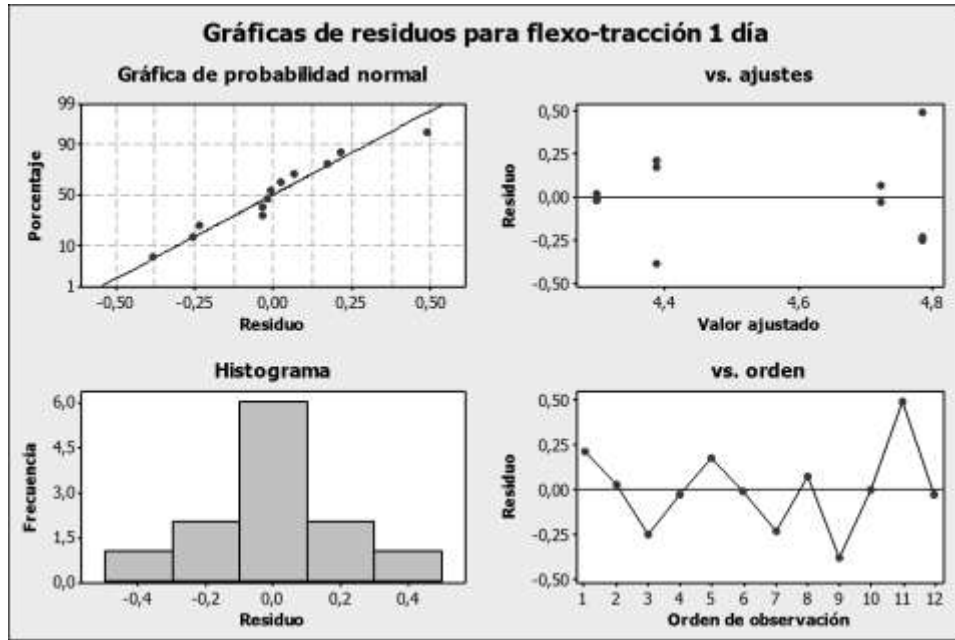 Gráficas de residuos para flexo-tracción 1 día
Gráfica de probabilidad normal
99
90
50
10
1
Porcentaje
-0,50 -0,25 0,00 0,25 0,50
Residuo
vs. ajustes
0,50
0,25
0,00
-0,25
-0,50
Residuo
4,4 4,6 4,8
Valor ajustado
Histograma
6,0
4,5
3,0
1,5
0,0
Frecuencia
-0,4 -0,2 0,0 0,2 0,4
Residuo
vs. orden
0,50
0,25
0,00
-0,25
-0,50
Residuo
1 2 3 4 5 6 7 8 9 10 11 12
Orden de observación